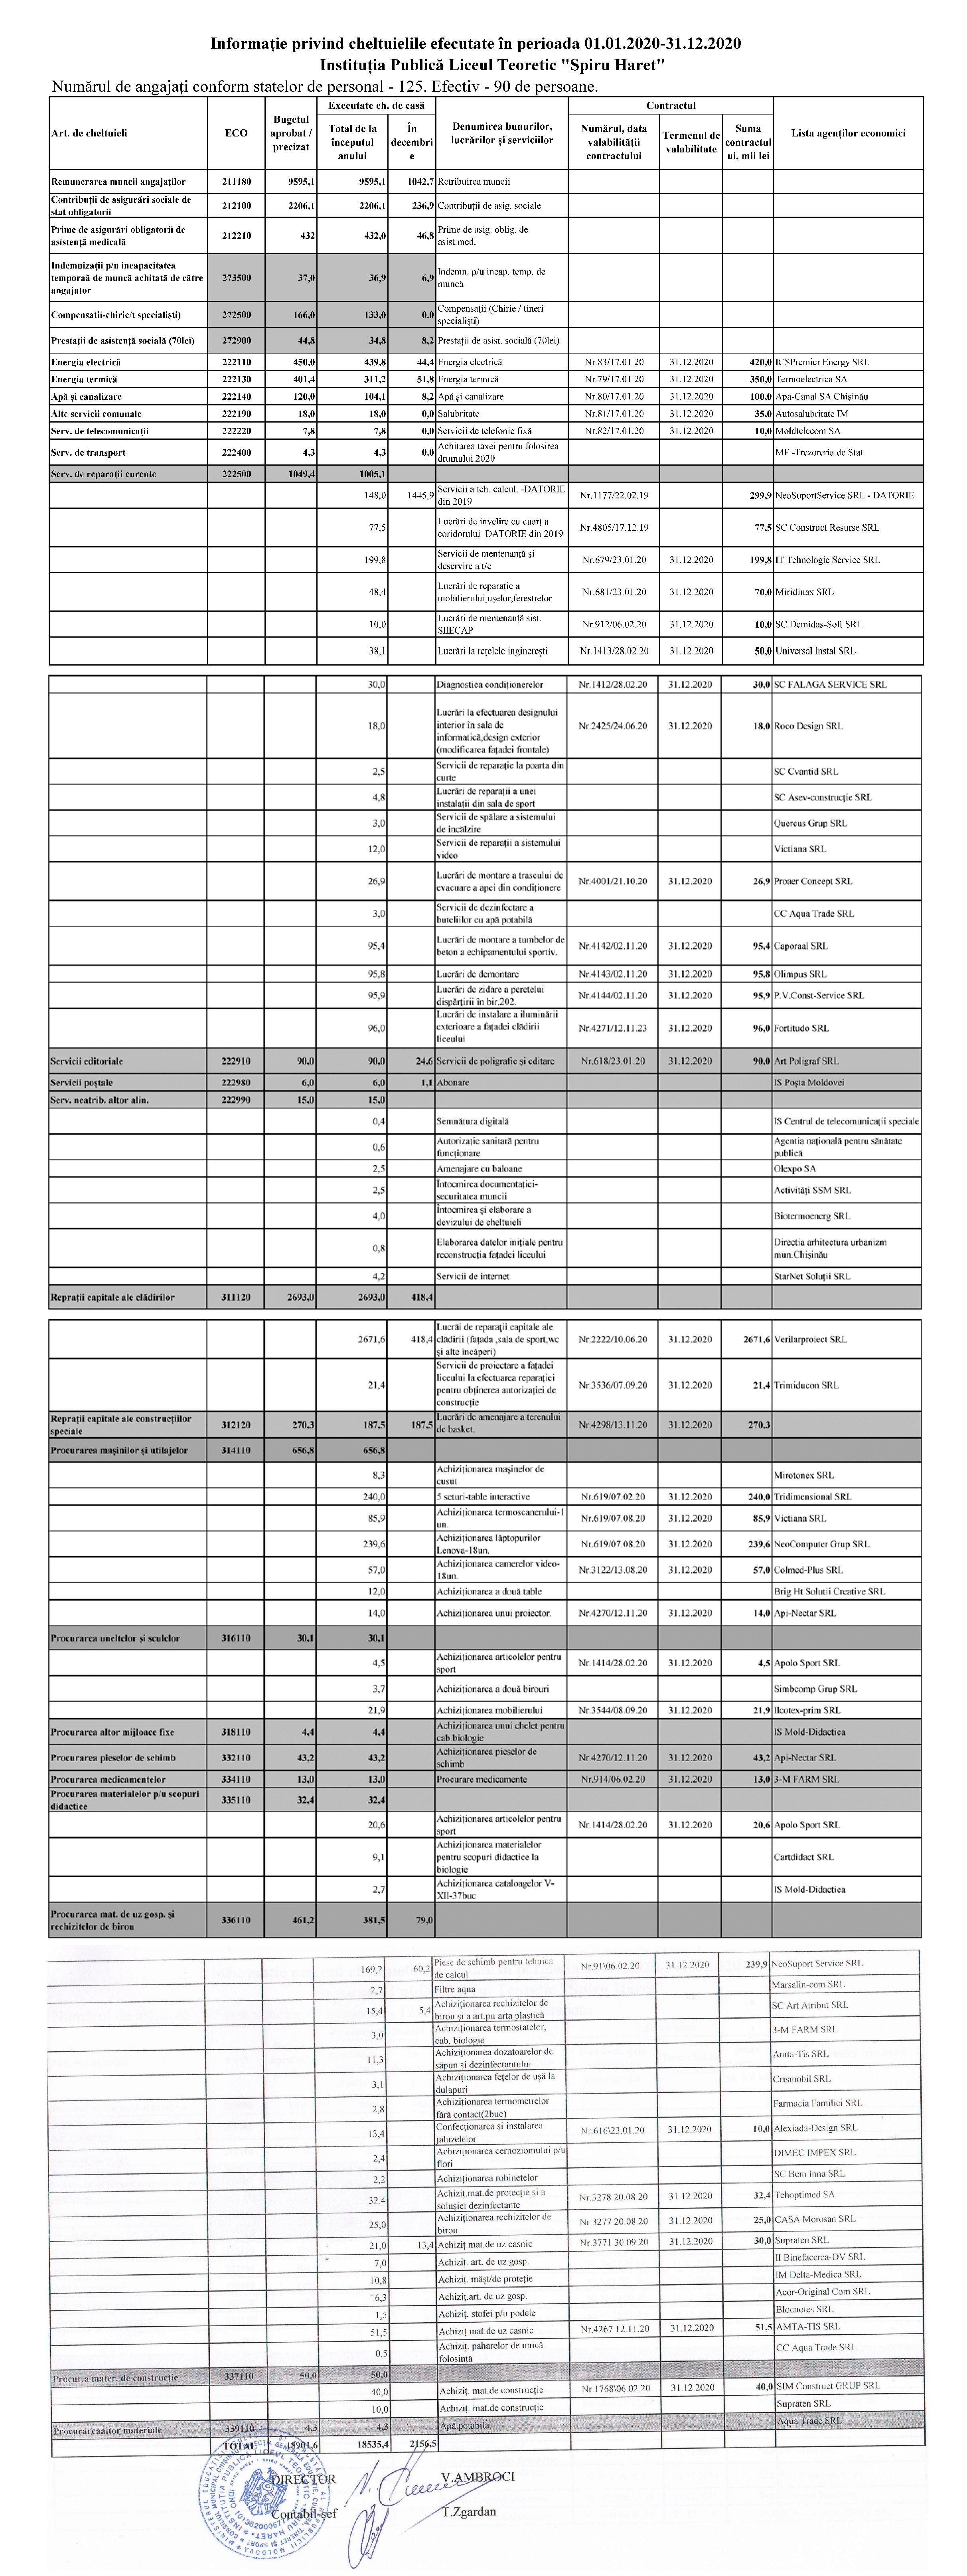 Informație privind cheltuielile efecutate în perioada 01.01.2020-31.12.2020
Instituția Publică Liceul Teoretic "Spiru Haret"
Numărul de angajați conform statelor de personal - 125. Efectiv - 90 de persoane.
Art. de cheltuieli ECO Bugetul aprobat / precizat Executate ch. de casă Total de la începutul anului În decembrie Denumirea bunurilor, lucrărilor și serviciilor Contractul Numărul, data valabilității contractului Termenul de valabilitate Suma contractului, mii lei Lista agenților economici
Remunerarea muncii angajaților 211180 9595,1 9595,1 1042,7 Retribuirea muncii
Contribuții de asigurări sociale de stat obligatorii 212100 2206,1 2206,1 236,9 Contribuții de asig. sociale
Prime de asigurări obligatorii de asistență medicală 212210 432 432,0 46,8 Prime de asig. oblig. de asist.med.
Indemnizații p/u incapacitatea temporaă de muncă achitată de către angajator 273500 37,0 36,9 6,9 Indemn. p/u incap. temp. de muncă
Compensatii-chirie/t specialiști) 272500 166,0 133,0 0.0 Compensații (Chirie / tineri specialiști)
Prestații de asistență socială (70lei) 272900 44,8 34,8 8,2 Prestații de asist. socială (70lei)
Energia electrică 222110 450,0 439,8 44,4 Energia electrică Nr.83/17.01.20 31.12.2020 420,0 ICSPremier Energy SRL
Energia termică 222130 401,4 311,2 51,8 Energia termică Nr.79/17.01.20 31.12.2020 350,0 Termoelectrica SA
Apă și canalizare 222140 120,0 104,1 8,2 Apă și canalizare Nr.80/17.01.20 31.12.2020 100,0 Apa-Canal SA Chișinău
Alte servicii comunale 222190 18,0 18,0 0,0 Salubritate Nr.81/17.01.20 31.12.2020 35,0 Autosalubritate IM
Serv. de telecomunicații 222220 7,8 7,8 0,0 Servicii de telefonie fixă Nr.82/17.01.20 31.12.2020 10,0 Moldtelecom SA
Serv. de transport 222400 4,3 4,3 0,0 Achitarea taxei pentru folosirea drumului 2020 MF -Trezoreria de Stat
Serv. de reparații curente 222500 1049,4 1005,1
148,0 1445,9 Servicii a teh. calcul. -DATORIE din 2019 Nr.1177/22.02.19 299,9 NeoSuportService SRL - DATORIE
77,5 Lucrări de invelire cu cuarț a coridorului DATORIE din 2019 Nr.4805/17.12.19 77,5 SC Construct Resurse SRL
199,8 Servicii de mentenanță și deservire a t/c Nr.679/23.01.20 31.12.2020 199,8 IT Tehnologie Service SRL
48,4 Lucrări de reparație a mobilierului,ușelor,ferestrelor Nr.681/23.01.20 31.12.2020 70,0 Miridinax SRL
10,0 Lucrări de mentenanță sist. SIIECAP Nr.912/06.02.20 31.12.2020 10,0 SC Demidas-Soft SRL
38,1 Lucrări la rețelele inginerești Nr.1413/28.02.20 31.12.2020 50,0 Universal Instal SRL
30,0 Diagnostica condiționerelor Nr.1412/28.02.20 31.12.2020 30,0 SC FALAGA SERVICE SRL
18,0 Lucrări la efectuarea designului interior în sala de informatică,design exterior (modificarea fațadei frontale) Nr.2425/24.06.20 31.12.2020 18,0 Roco Design SRL
2,5 Servicii de reparație la poarta din curte SC Cvantid SRL
4,8 Lucrări de reparații a unei instalații din sala de sport SC Asev-construcție SRL
3,0 Servicii de spălare a sistemului de incălzire Quercus Grup SRL
12,0 Servicii de reparații a sistemului video Victiana SRL
26,9 Lucrări de montare a traseului de evacuare a apei din condiționere Nr.4001/21.10.20 31.12.2020 26,9 Proaer Concept SRL
3,0 Servicii de dezinfectare a buteliilor cu apă potabilă CC Aqua Trade SRL
95,4 Lucrări de montare a tumbelor de beton a echipamentului sportiv. Nr.4142/02.11.20 31.12.2020 95,4 Caporaal SRL
95,8 Lucrări de demontare Nr.4143/02.11.20 31.12.2020 95,8 Olimpus SRL
95,9 Lucrări de zidare a peretelui dispărțirii în bir.202. Nr.4144/02.11.20 31.12.2020 95,9 P.V.Const-Service SRL
96,0 Lucrări de instalare a iluminării exterioare a fațadei clădirii liceului Nr.4271/12.11.23 31.12.2020 96,0 Fortitudo SRL
Servicii editoriale 222910 90,0 90,0 24,6 Servicii de poligrafie și editare Nr.618/23.01.20 31.12.2020 90,0 Art Poligraf SRL
Servicii poștale 222980 6,0 6,0 1,1 Abonare IS Poșta Moldovei
Serv. neatrib. altor alin. 222990 15,0 15,0
0,4 Semnătura digitală IS Centrul de telecomunicații speciale
0,6 Autorizație sanitară pentru funcționare Agentia națională pentru sănătate publică
2,5 Amenajare cu baloane Olexpo SA
2,5 Întocmirea documentației-securitatea muncii Activități SSM SRL
4,0 Întocmirea și elaborare a devizului de cheltuieli Biotermoenerg SRL
0,8 Elaborarea datelor inițiale pentru reconstrucția fațadei liceului Directia arhitectura urbanizm mun.Chișinău
4,2 Servicii de internet StarNet Soluții SRL
Reprații capitale ale clădirilor 311120 2693,0 2693,0 418,4
2671,6 418,4 Lucrăi de reparații capitale ale clădirii (fațada ,sala de sport,wc și alte încăperi) Nr.2222/10.06.20 31.12.2020 2671,6 Verilarproiect SRL
21,4 Servicii de proiectare a fațadei liceului la efectuarea reparației pentru obținerea autorizației de construcție Nr.3536/07.09.20 31.12.2020 21,4 Trimiducon SRL
Reprații capitale ale construcțiilor speciale 312120 270,3 187,5 187,5 Lucrări de amenajare a terenului de basket. Nr.4298/13.11.20 31.12.2020 270,3
Procurarea mașinilor și utilajelor 314110 656,8 656,8
8,3 Achiziționarea mașinelor de cusut Mirotonex SRL
240,0 5 seturi-table interactive Nr.619/07.02.20 31.12.2020 240,0 Tridimensional SRL
85,9 Achiziționarea termoscanerului-1 un. Nr.619/07.08.20 31.12.2020 85,9 Victiana SRL
239,6 Achiziționarea lăptopurilor Lenova-18un. Nr.619/07.08.20 31.12.2020 239,6 NeoComputer Grup SRL
57,0 Achiziționarea camerelor video-18un. Nr.3122/13.08.20 31.12.2020 57,0 Colmed-Plus SRL
12,0 Achiziționarea a două table Brig Ht Solutii Creative SRL
14,0 Achiziționarea unui proiector. Nr.4270/12.11.20 31.12.2020 14,0 Api-Nectar SRL
Procurarea uneltelor și sculelor 316110 30,1 30,1
4,5 Achiziționarea articolelor pentru sport Nr.1414/28.02.20 31.12.2020 4,5 Apolo Sport SRL
3,7 Achiziționarea a două birouri Simbcomp Grup SRL
21,9 Achiziționarea mobilierului Nr.3544/08.09.20 31.12.2020 21,9 Ilcotex-prim SRL
Procurarea altor mijloace fixe 318110 4,4 4,4 Achiziționarea unui chelet pentru cab.biologie IS Mold-Didactica
Procurarea pieselor de schimb 332110 43,2 43,2 Achiziționarea pieselor de schimb Nr.4270/12.11.20 31.12.2020 43,2 Api-Nectar SRL
Procurarea medicamentelor 334110 13,0 13,0 Procurare medicamente Nr.914/06.02.20 31.12.2020 13,0 3-M FARM SRL
Procurarea materialelor p/u scopuri didactice 335110 32,4 32,4
20,6 Achiziționarea articolelor pentru sport Nr.1414/28.02.20 31.12.2020 20,6 Apolo Sport SRL
9,1 Achiziționarea materialelor pentru scopuri didactice la biologie Cartdidact SRL
2,7 Achiziționarea cataloagelor V-XII-37buc IS Mold-Didactica
Procurarea mat. de uz gosp. și rechizitelor de birou 336110 461,2 381,5 79,0
169,2 60,2 Piese de schimb pentru tehnica de calcul Nr.91\06.02.20 31.12.2020 239,9 NeoSuport Service SRL
2,7 Filtre aqua Marsalin-com SRL
15,4 5,4 Achiziționarea rechizitelor de birou și a art.pu arta plastică SC Art Atribut SRL
3,0 Achiziționarea termostatelor, cab. biologie 3-M FARM SRL
11,3 Achiziționarea dozatoarelor de săpun și dezinfectantului Amta-Tis SRL
3,1 Achiziționarea fețelor de ușă la dulapuri Crismobil SRL
2,8 Achiziționarea termometrelor fără contact(2buc) Farmacia Familiei SRL
13,4 Confecționarea și instalarea jaluzelelor Nr.616\23.01.20 31.12.2020 10,0 Alexiada-Design SRL
2,4 Achiziționarea cernoziomului p/u flori DIMEC IMPEX SRL
2,2 Achiziționarea robinetelor SC Bem Inna SRL
32,4 Achiziț.mat.de protecție și a solușiei dezinfectante Nr.3278 20.08.20 31.12.2020 32,4 Tehoptimed SA
25,0 Achiziționarea rechizitelor de birou Nr.3277 20.08.20 31.12.2020 25,0 CASA Morosan SRL
21,0 13,4 Achiziț.mat.de uz casnic Nr.3771 30.09.20 31.12.2020 30,0 Supraten SRL
7,0 Achiziț. art. de uz gosp. II Binefacerea-DV SRL
10,8 Achiziț. măști/de proteție IM Delta-Medica SRL
6,3 Achiziț.art. de uz gosp. Acor-Original Com SRL
1,5 Achiziț. stofei p/u podele Blocnotes SRL
51,5 Achiziț.mat.de uz casnic Nr.4267 12.11.20 31.12.2020 51,5 AMTA-TIS SRL
0,5 Achiziț. paharelor de unică folosință CC Aqua Trade SRL
Procur.a mater. de construcție 337110 50,0 50,0
40,0 Achiziț. mat.de construcție Nr.1768\06.02.20 31.12.2020 40,0 SIM Construct GRUP SRL
10,0 Achiziț. mat.de construcție Supraten SRL
Procurareaaltor materiale 339110 4,3 4,3 Apă potabilă Aqua Trade SRL
TOTAL 18901,6 18535,4 2156,5
DIRECTOR V.AMBROCI
Contabil-șef T.Zgardan